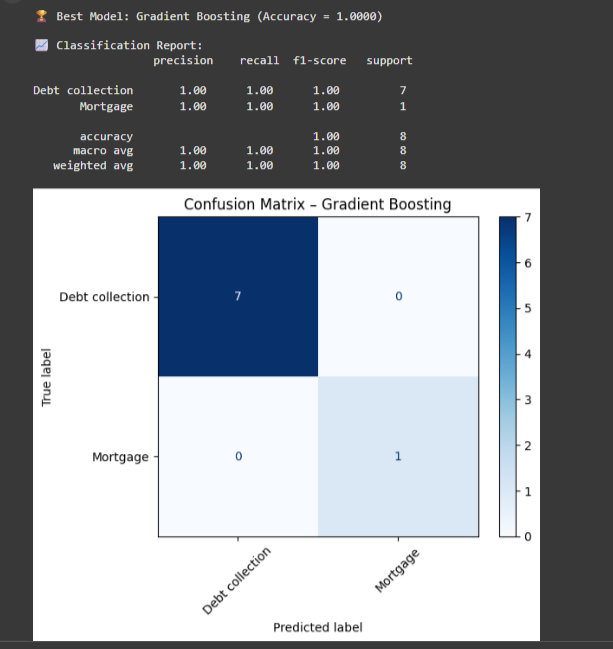 🏆 Best Model: Gradient Boosting (Accuracy = 1.0000)
📈 Classification Report:
precision recall f1-score support
Debt collection 1.00 1.00 1.00 7
Mortgage 1.00 1.00 1.00 1
accuracy 1.00 8
macro avg 1.00 1.00 1.00 8
weighted avg 1.00 1.00 1.00 8
Confusion Matrix – Gradient Boosting
True label
Debt collection
7 0
Mortgage
0 1
Debt collection
Mortgage
Predicted label
7
6
5
4
3
2
1
0